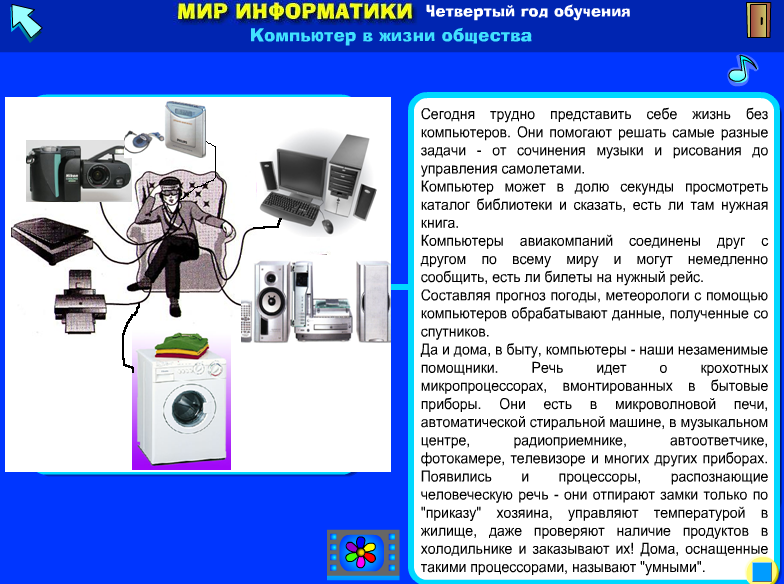 МИР ИНФОРМАТИКИ Четвертый год обучения
Компьютер в жизни общества
Сегодня трудно представить себе жизнь без
компьютеров. Они помогают решать самые разные
задачи - от сочинения музыки и рисования до
управления самолетами.
Компьютер может в долю секунды просмотреть
каталог библиотеки и сказать, есть ли там нужная
книга.
Компьютеры авиакомпаний соединены друг с
другом по всему миру и могут немедленно
сообщить, есть ли билеты на нужный рейс.
Составляя прогноз погоды, метеорологи с помощью
компьютеров обрабатывают данные, полученные со
спутников.
Да и дома, в быту, компьютеры - наши незаменимые
помощники. Речь идет о крохотных
микропроцессорах, вмонтированных в бытовые
приборы. Они есть в микроволновой печи,
автоматической стиральной машине, в музыкальном
центре, радиоприемнике, автоответчике,
фотокамере, телевизоре и многих других приборах.
Появились и процессоры, распознающие
человеческую речь - они отпирают замки только по
"приказу" хозяина, управляют температурой в
жилище, даже проверяют наличие продуктов в
холодильнике и заказывают их! Дома, оснащенные
такими процессорами, называют "умными".